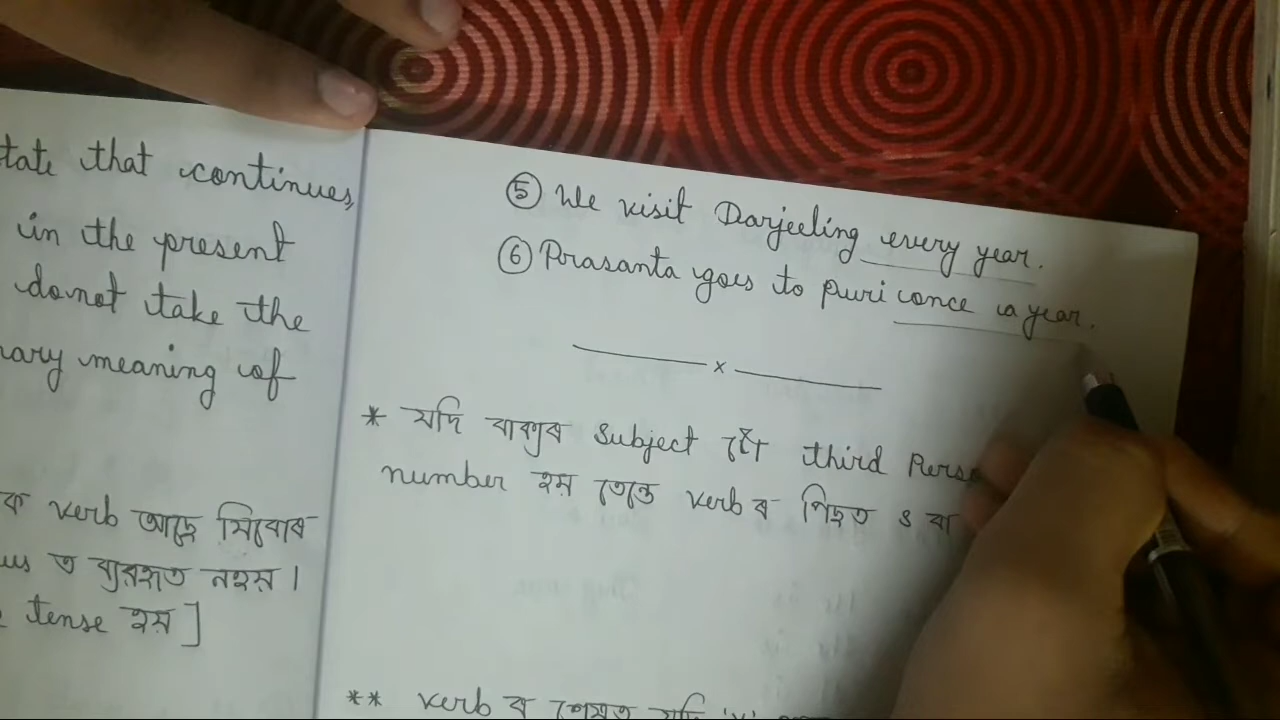 tate that continues,
in the present
do not take the
nary meaning of
ক verb আছে সিবোৰ
us ত ব্যৱহৃত নহয়।
tense হয়]
⑤ We visit Darjeeling every year.
⑥ Prasanta goes to Puri once a year.
x
* যদি বাক্যৰ Subject টো third Perso
number হয় তেন্তে verb ৰ পিছত s বা
** verb ৰ শেষত যদি 'y'